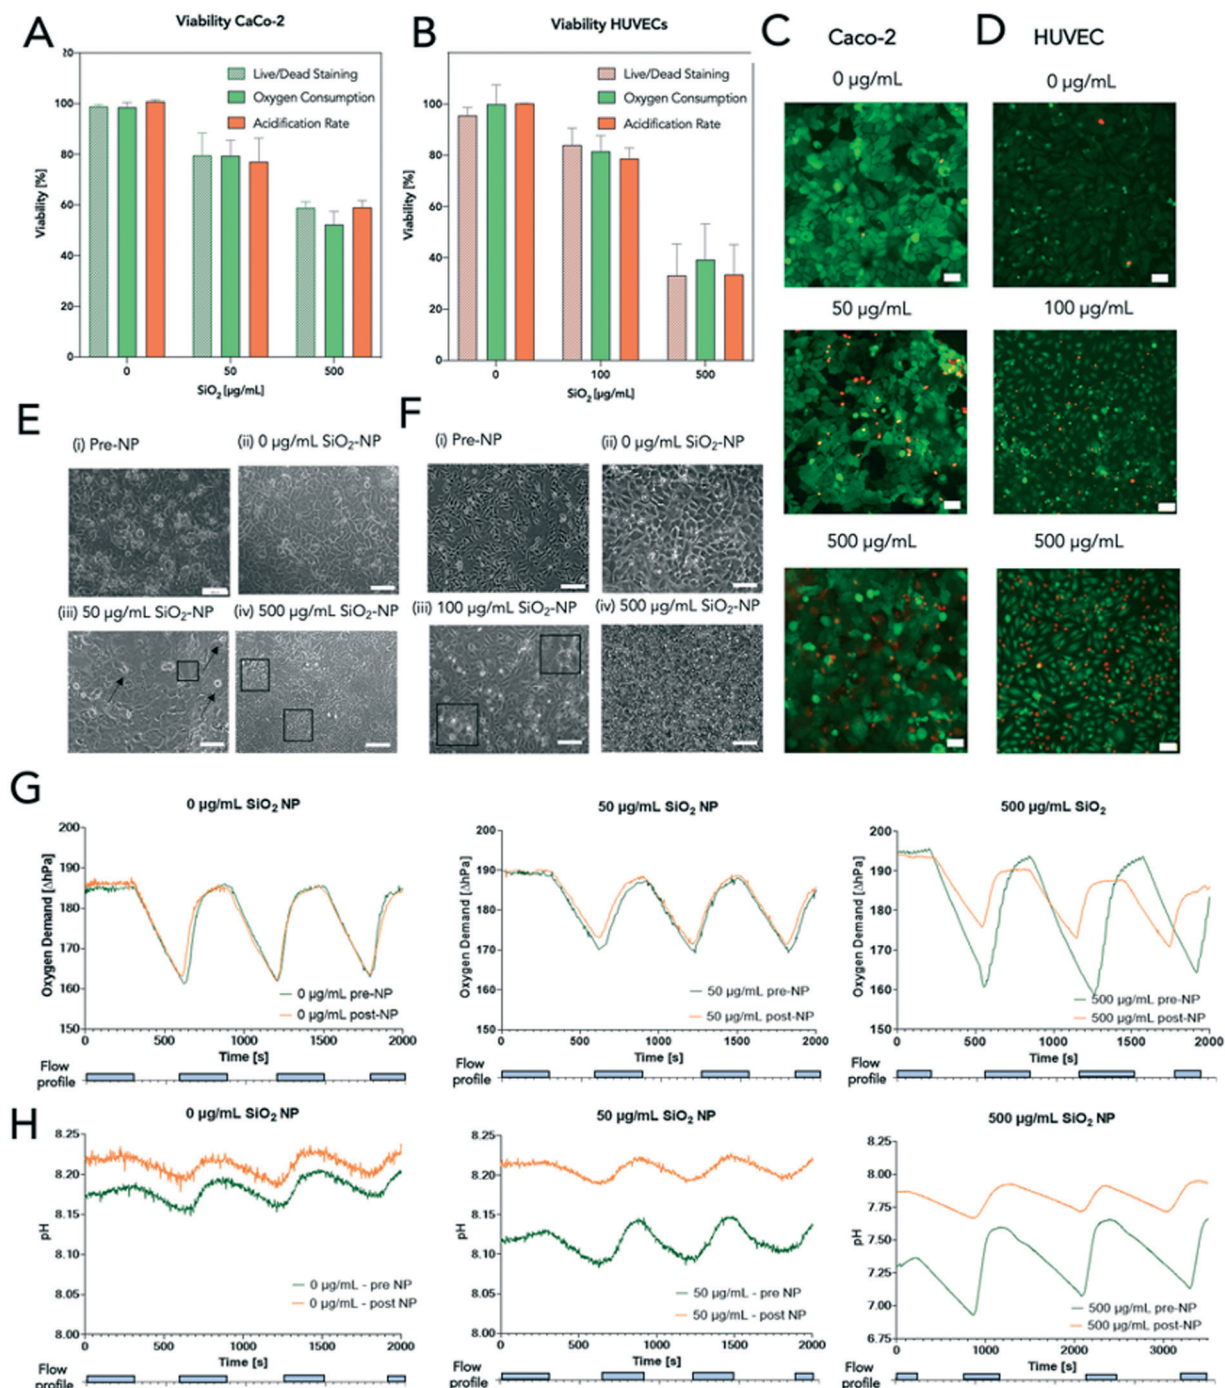 A
Viability CaCo-2
20
100
80
60
40
20
0
Viability [%]
Live/Dead Staining
Oxygen Consumption
Acidification Rate
0 50 500
SiO₂ [µg/mL]
B
Viability HUVECs
100
80
60
40
20
0
Viability [%]
Live/Dead Staining
Oxygen Consumption
Acidification Rate
0 100 500
SiO₂ [µg/mL]
C
Caco-2
0 µg/mL
50 µg/mL
500 µg/mL
D
HUVEC
0 µg/mL
100 µg/mL
500 µg/mL
E
(i) Pre-NP
(ii) 0 µg/mL SiO₂-NP
(iii) 50 µg/mL SiO₂-NP
(iv) 500 µg/mL SiO₂-NP
F
(i) Pre-NP
(ii) 0 µg/mL SiO₂-NP
(iii) 100 µg/mL SiO₂-NP
(iv) 500 µg/mL SiO₂-NP
G
0 µg/mL SiO₂ NP
200
190
180
170
160
150
Oxygen Demand [ΔhPa]
0 µg/mL pre-NP
0 µg/mL post-NP
0 500 1000 1500 2000
Time [s]
Flow
profile
50 µg/mL SiO₂ NP
200
190
180
170
160
150
Oxygen Demand [ΔhPa]
50 µg/mL pre-NP
50 µg/mL post-NP
0 500 1000 1500 2000
Time [s]
Flow
profile
500 µg/mL SiO₂
200
190
180
170
160
150
Oxygen Demand [ΔhPa]
500 µg/mL pre-NP
500 µg/mL post-NP
0 500 1000 1500 2000
Time [s]
Flow
profile
H
0 µg/mL SiO₂ NP
8.25
8.20
8.15
8.10
8.05
8.00
pH
0 µg/mL - pre NP
0 µg/mL - post NP
0 500 1000 1500 2000
Time [s]
Flow
profile
50 µg/mL SiO₂ NP
8.25
8.20
8.15
8.10
8.05
8.00
pH
50 µg/mL - pre NP
50 µg/mL - post NP
0 500 1000 1500 2000
Time [s]
Flow
profile
500 µg/mL SiO₂ NP
8.25
8.00
7.75
7.50
7.25
7.00
6.75
pH
500 µg/mL pre-NP
500 µg/mL post-NP
0 1000 2000 3000
Time [s]
Flow
profile